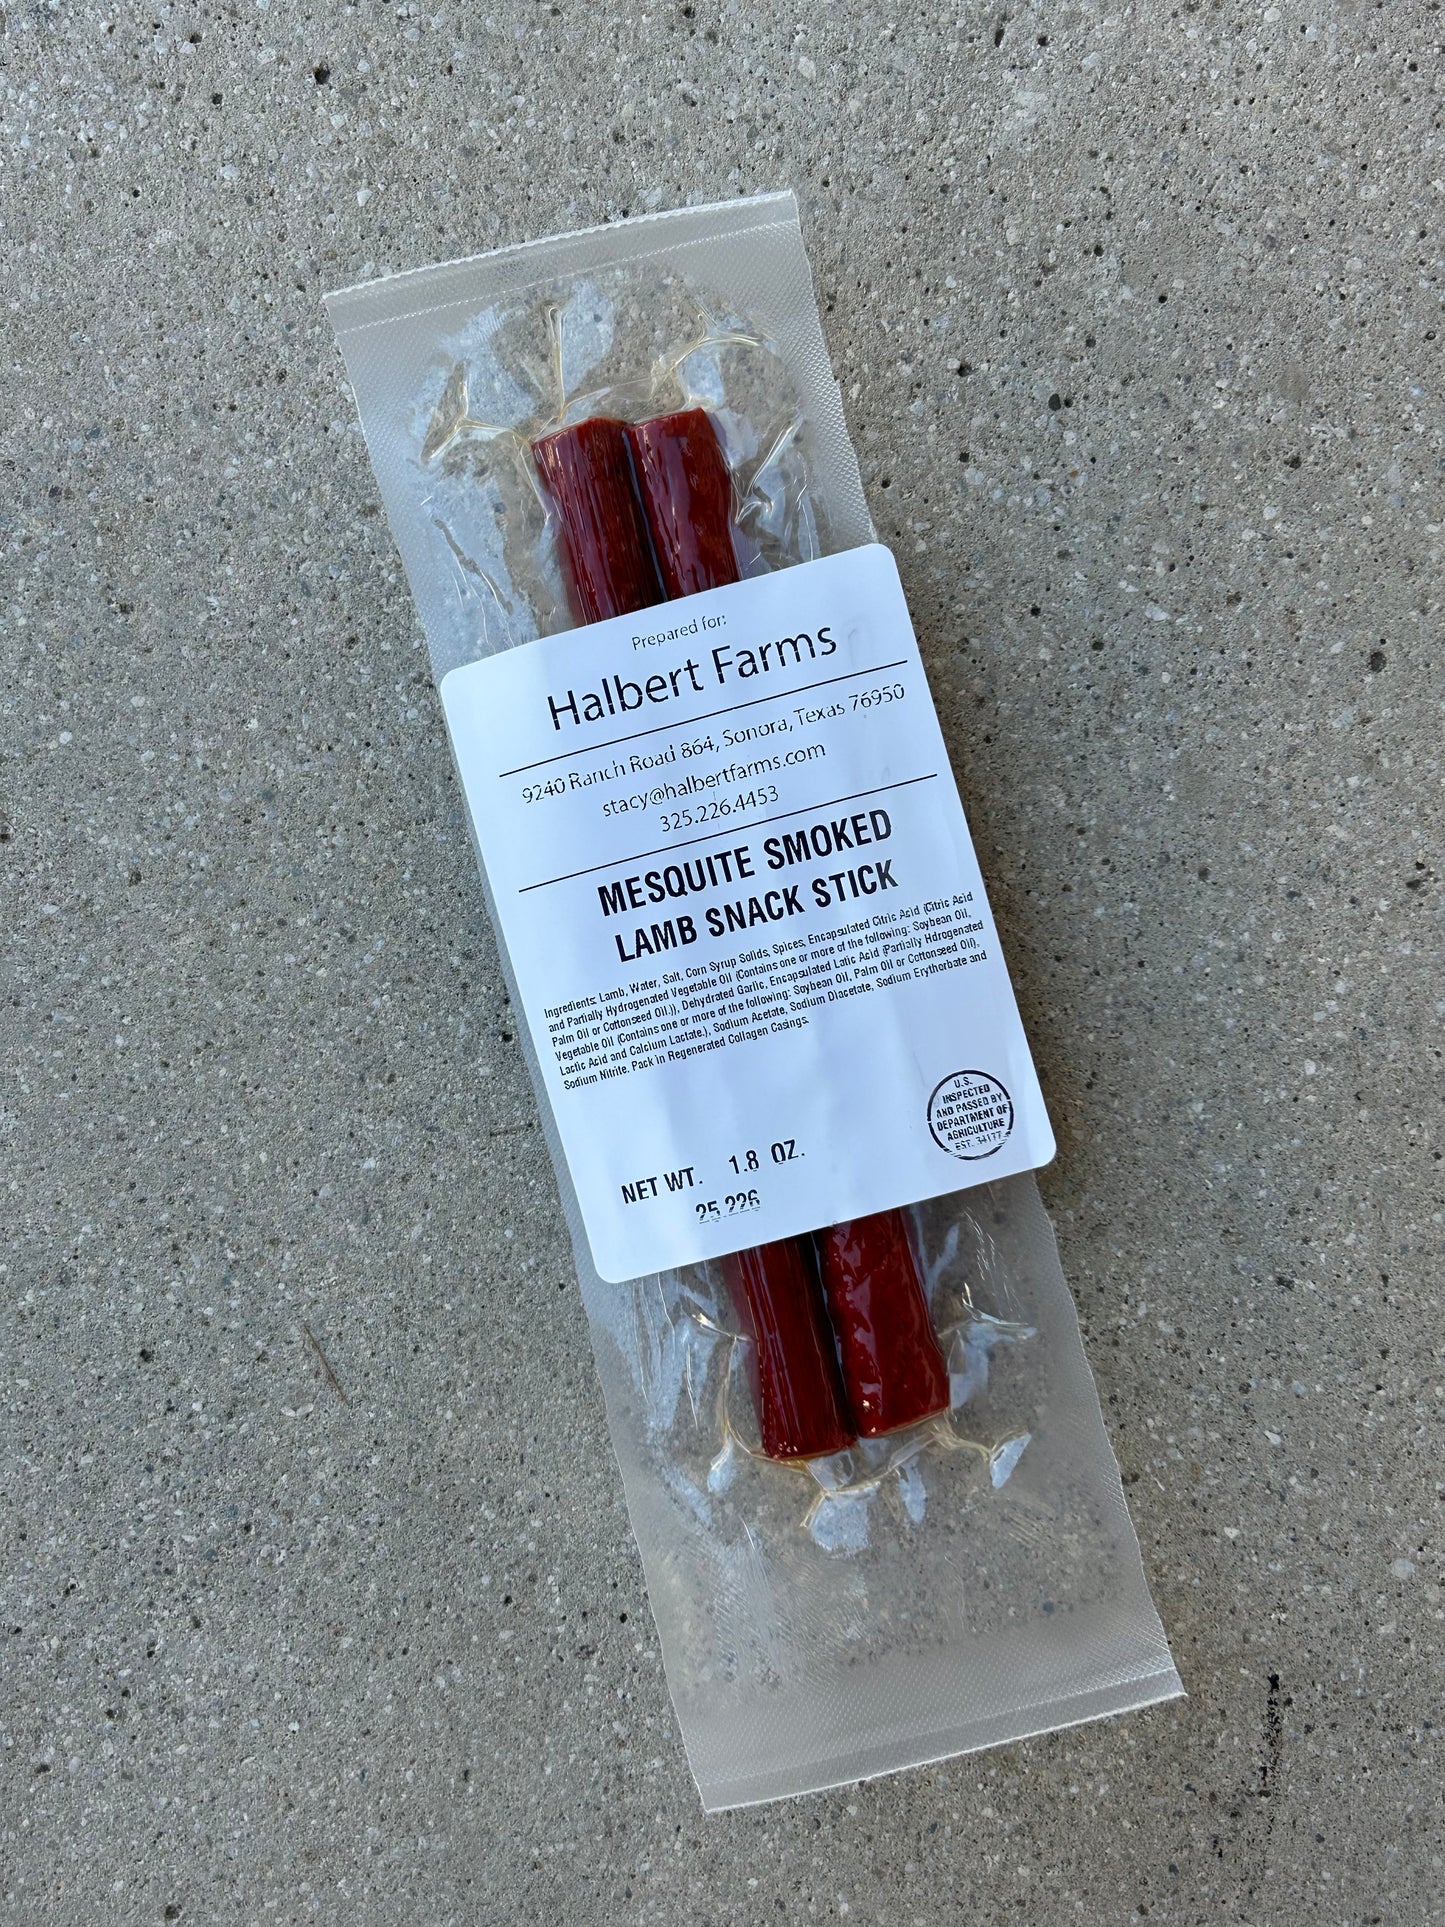 Prepared for:
Halbert Farms
9240 Ranch Road 864, Sonora, Texas 76950
stacy@halbertfarms.com
325.226.4453
MESQUITE SMOKED
LAMB SNACK STICK
Ingredients: Lamb, Water, Salt, Corn Syrup Solids, Spices, Encapsulated Citric Acid (Citric Acid
and Partially Hydrogenated Vegetable Oil (Contains one or more of the following: Soybean Oil,
Palm Oil or Cottonseed Oil.)), Dehydrated Garlic, Encapsulated Latic Acid (Partially Hdrogenated
Vegetable Oil (Contains one or more of the following: Soybean Oil, Palm Oil or Cottonseed Oil),
Lactic Acid and Calcium Lactate.), Sodium Acetate, Sodium Diacetate, Sodium Erythorbate and
Sodium Nitrite. Pack in Regenerated Collagen Casings.
U.S.
INSPECTED
AND PASSED BY
DEPARTMENT OF
AGRICULTURE
EST. 34177
NET WT. 1.8 OZ.
25.226